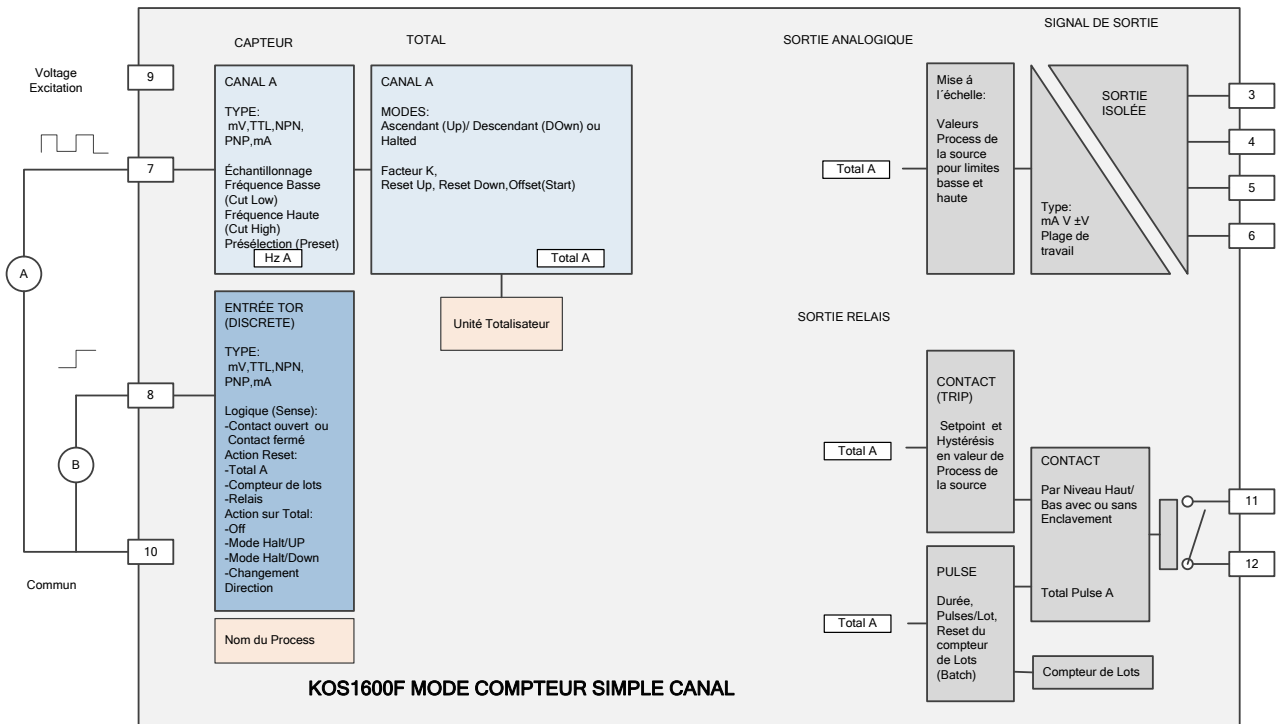 SIGNAL DE SORTIE
CAPTEUR
TOTAL
SORTIE ANALOGIQUE
Voltage
Excitation
9
7
A
8
B
10
Commun
CANAL A
TYPE:
mV,TTL,NPN,
PNP,mA
Échantillonnage
Fréquence Basse
(Cut Low)
Fréquence Haute
(Cut High)
Présélection (Preset)
Hz A
CANAL A
MODES:
Ascendant (Up)/ Descendant (DOwn) ou
Halted
Facteur K,
Reset Up, Reset Down,Offset(Start)
Total A
Unité Totalisateur
ENTRÉE TOR
(DISCRETE)
TYPE:
mV,TTL,NPN,
PNP,mA
Logique (Sense):
-Contact ouvert ou
Contact fermé
Action Reset:
-Total A
-Compteur de lots
-Relais
Action sur Total:
-Off
-Mode Halt/UP
-Mode Halt/Down
-Changement
Direction
Nom du Process
Total A
Mise á
l´échelle:
Valeurs
Process de
la source
pour limites
basse et
haute
SORTIE
ISOLÉE
Type:
mA V ±V
Plage de
travail
3
4
5
6
SORTIE RELAIS
Total A
CONTACT
(TRIP)
Setpoint et
Hystérésis
en valeur de
Process de
la source
CONTACT
Par Niveau Haut/
Bas avec ou sans
Enclavement
Total Pulse A
11
12
Total A
PULSE
Durée,
Pulses/Lot,
Reset du
compteur
de Lots
(Batch)
Compteur de Lots
KOS1600F MODE COMPTEUR SIMPLE CANAL